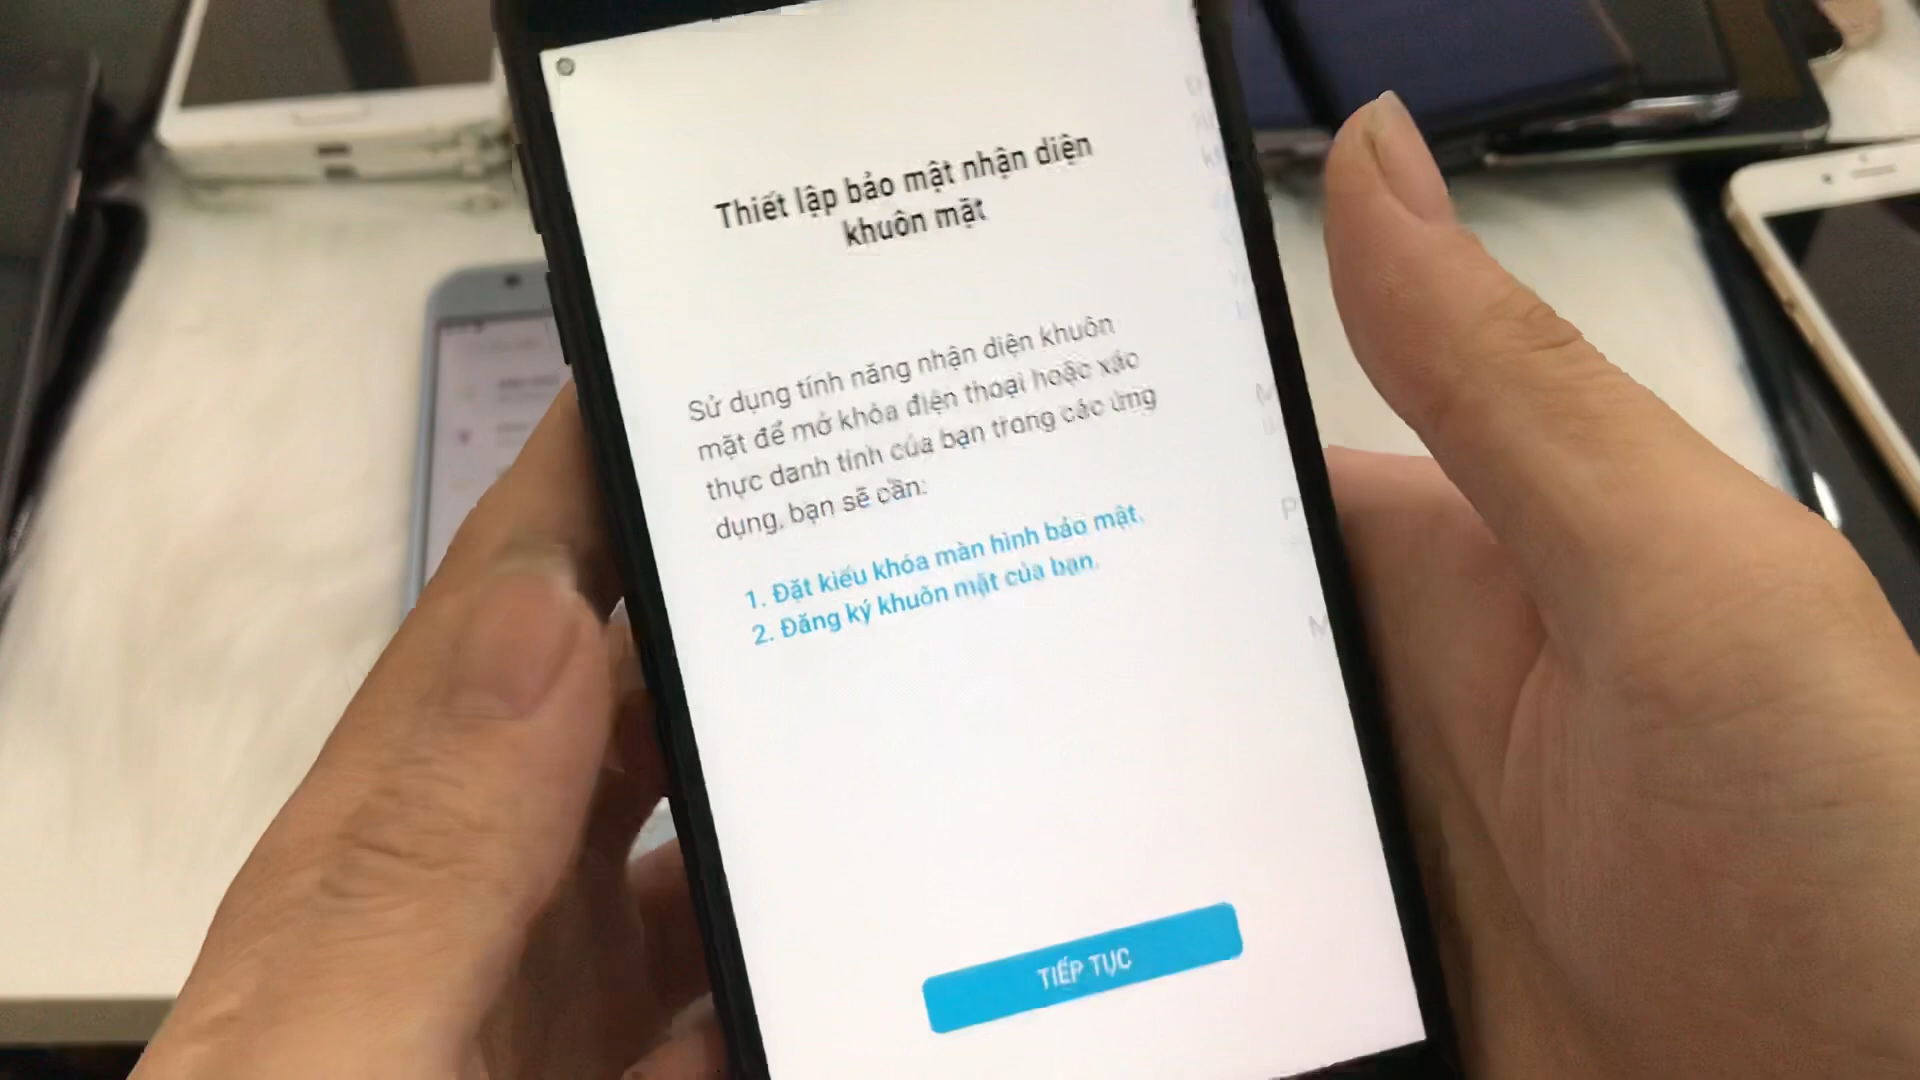 Thiết lập bảo mật nhận diện
khuôn mặt
Sử dụng tính năng nhận diện khuôn
mặt để mở khóa điện thoại hoặc xác
thực danh tính của bạn trong các ứng
dụng, bạn sẽ cần:
1. Đặt kiểu khóa màn hình bảo mật.
2. Đăng ký khuôn mặt của bạn.
TIẾP TỤC